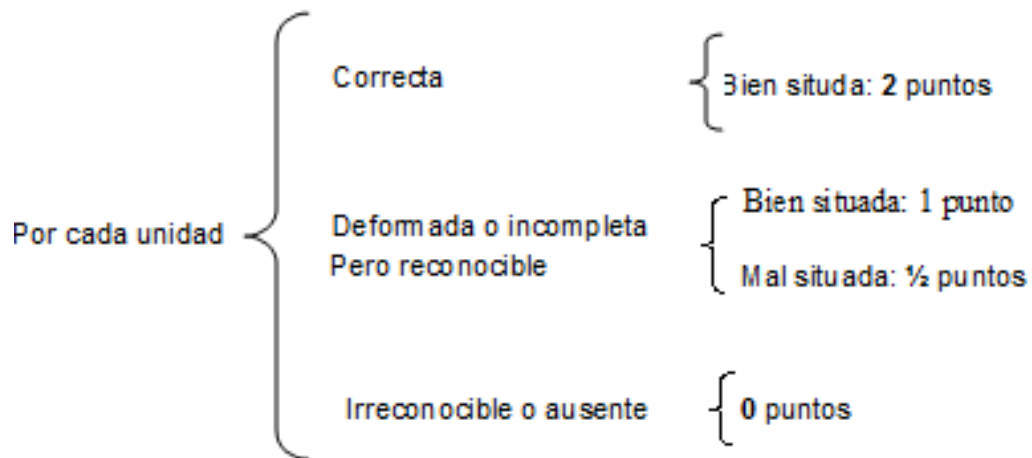 Correcta
Bien situda: 2 puntos
Por cada unidad
Deformada o incompleta
Pero reconocible
Bien situada: 1 punto
Mal situada: ½ puntos
Irreconocible o ausente
0 puntos